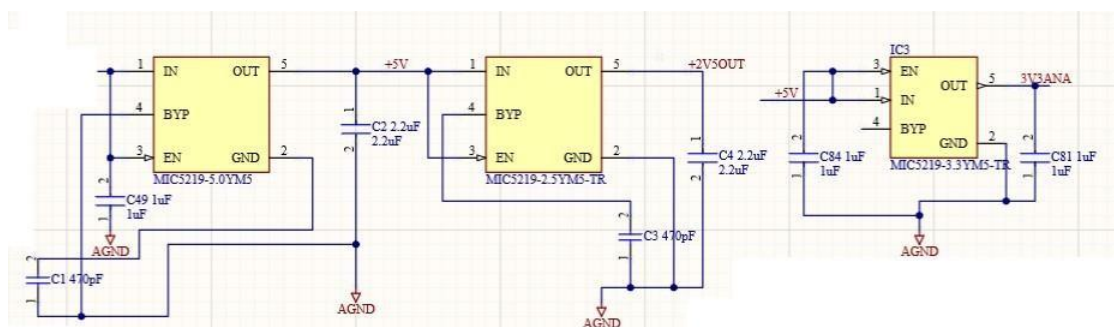 IC3
1 IN OUT 5
+5V
1 IN OUT 5
+2V5OUT
3 EN
OUT 5
3V3ANA
+5V
1 IN
4 BYP
1
C2 2.2uF
2.2uF
2
4 BYP
4 BYP
GND 2
3 EN GND 2
3 EN GND 2
1
C4 2.2uF
2.2uF
2
2
C84 1uF
1uF
1
MIC5219-3.3YM5-TR
2
C81 1uF
1uF
1
MIC5219-5.0YM5
MIC5219-2.5YM5-TR
2
C49 1uF
1uF
1
AGND
2
C3 470pF
1
AGND
2
C1 470pF
1
AGND
AGND